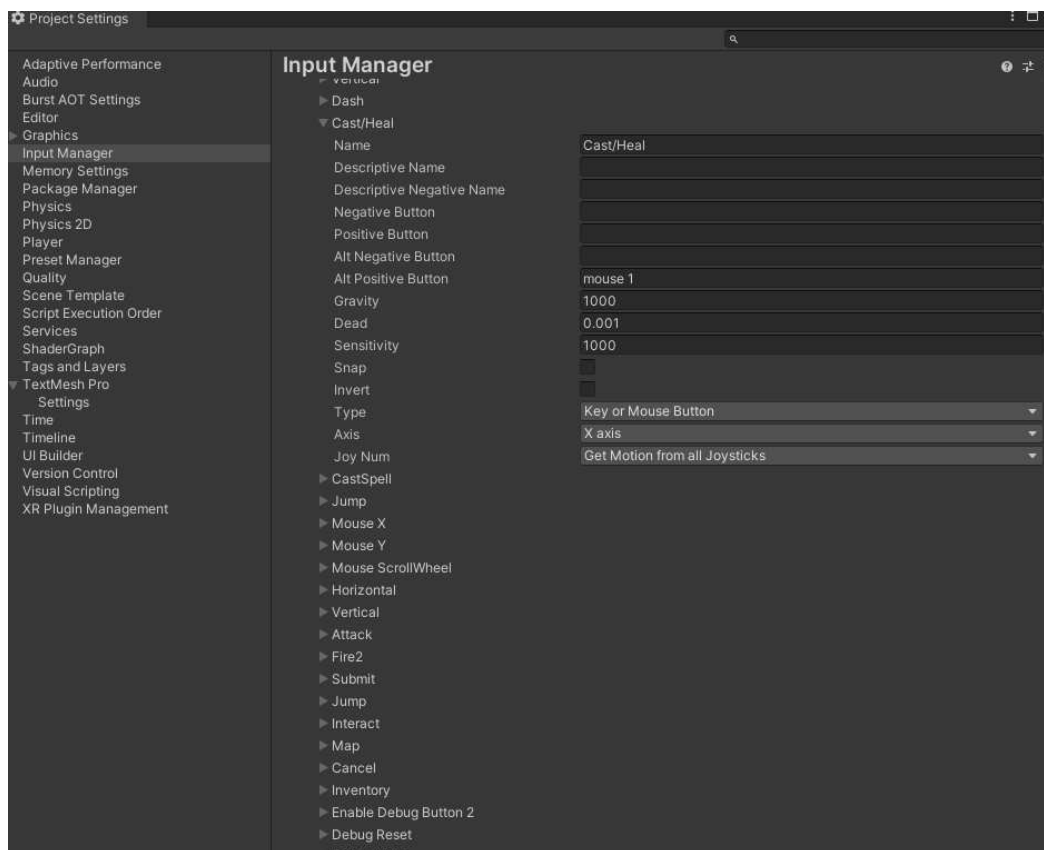 Project Settings
Adaptive Performance
Audio
Burst AOT Settings
Editor
Graphics
Input Manager
Memory Settings
Package Manager
Physics
Physics 2D
Player
Preset Manager
Quality
Scene Template
Script Execution Order
Services
ShaderGraph
Tags and Layers
TextMesh Pro
Settings
Time
Timeline
UI Builder
Version Control
Visual Scripting
XR Plugin Management
Input Manager
Vertical
Dash
Cast/Heal
Name Cast/Heal
Descriptive Name
Descriptive Negative Name
Negative Button
Positive Button
Alt Negative Button
Alt Positive Button mouse 1
Gravity 1000
Dead 0.001
Sensitivity 1000
Snap
Invert
Type Key or Mouse Button
Axis X axis
Joy Num Get Motion from all Joysticks
CastSpell
Jump
Mouse X
Mouse Y
Mouse ScrollWheel
Horizontal
Vertical
Attack
Fire2
Submit
Jump
Interact
Map
Cancel
Inventory
Enable Debug Button 2
Debug Reset